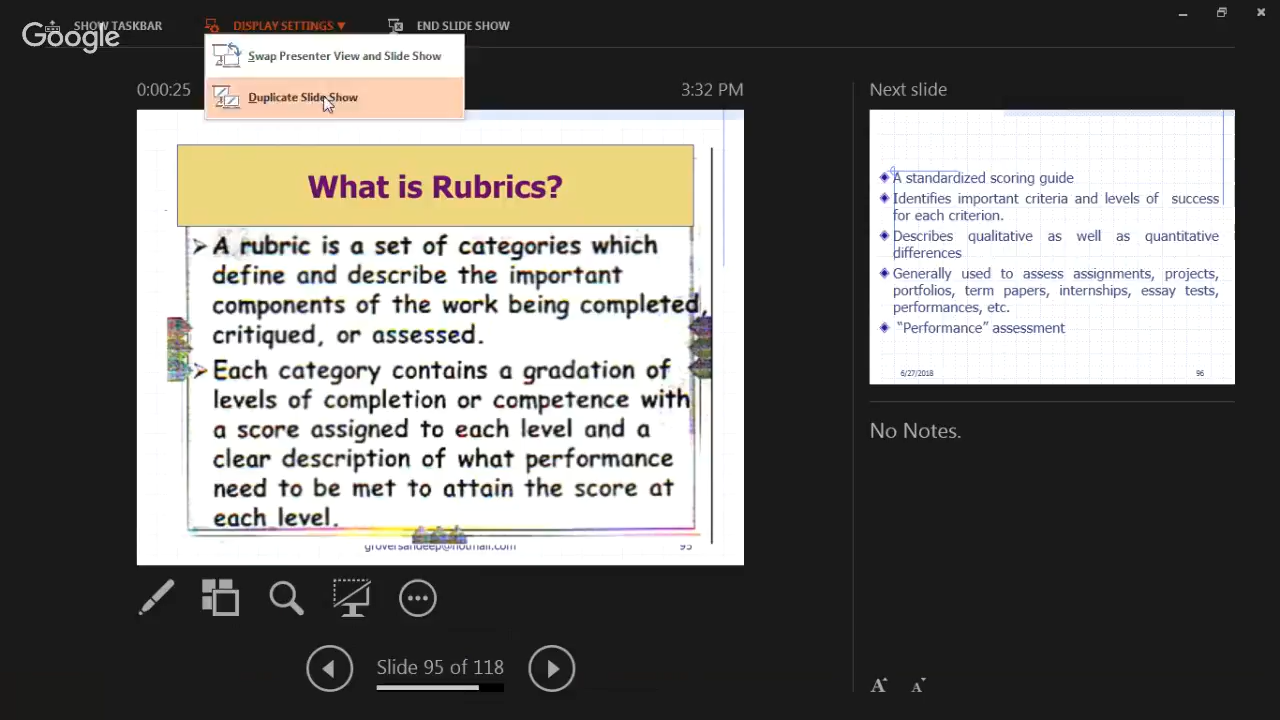 SHOW TASKBAR
DISPLAY SETTINGS ▼
END SLIDE SHOW
Google
Swap Presenter View and Slide Show
Duplicate Slide Show
0:00:25
3:32 PM
What is Rubrics?
A rubric is a set of categories which
define and describe the important
components of the work being completed,
critiqued, or assessed.
Each category contains a gradation of
levels of completion or competence with
a score assigned to each level and a
clear description of what performance
need to be met to attain the score at
each level.
groversandeep@hotmail.com
95
Slide 95 of 118
Next slide
A standardized scoring guide
Identifies important criteria and levels of success
for each criterion.
Describes qualitative as well as quantitative
differences
Generally used to assess assignments, projects,
portfolios, term papers, internships, essay tests,
performances, etc.
“Performance” assessment
6/27/2018
96
No Notes.
A A